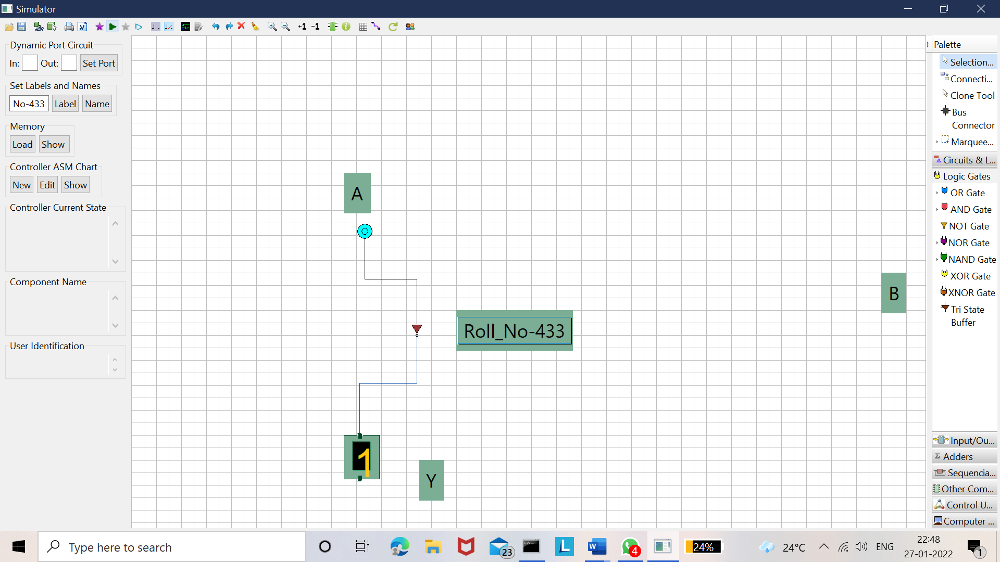 Simulator
+1 -1
Dynamic Port Circuit
In: Out: Set Port
Set Labels and Names
No-433 Label Name
Memory
Load Show
Controller ASM Chart
New Edit Show
Controller Current State
Component Name
User Identification
A
Roll_No-433
B
1
Y
Palette
Selection...
Connecti...
Clone Tool
Bus
Connector
Marquee...
Circuits & L...
Logic Gates
OR Gate
AND Gate
NOT Gate
NOR Gate
NAND Gate
XOR Gate
XNOR Gate
Tri State
Buffer
Input/Ou...
Σ Adders
Sequencia...
Other Com...
Control U...
Computer ...
Type here to search
23
L
W
4
24%
24°C
ENG
22:48
27-01-2022
1